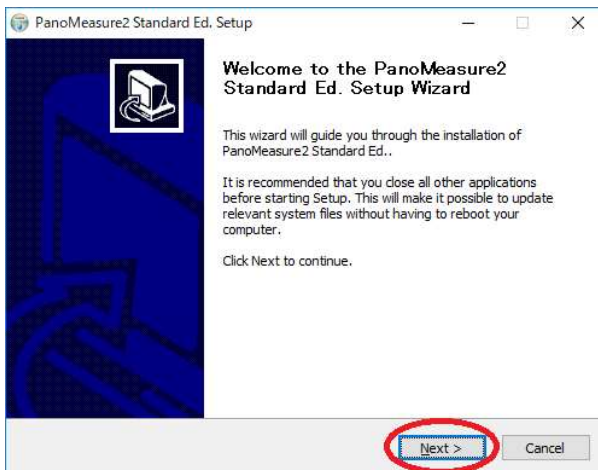 PanoMeasure2 Standard Ed. Setup
Welcome to the PanoMeasure2
Standard Ed. Setup Wizard
This wizard will guide you through the installation of
PanoMeasure2 Standard Ed..
It is recommended that you close all other applications
before starting Setup. This will make it possible to update
relevant system files without having to reboot your
computer.
Click Next to continue.
Next >
Cancel